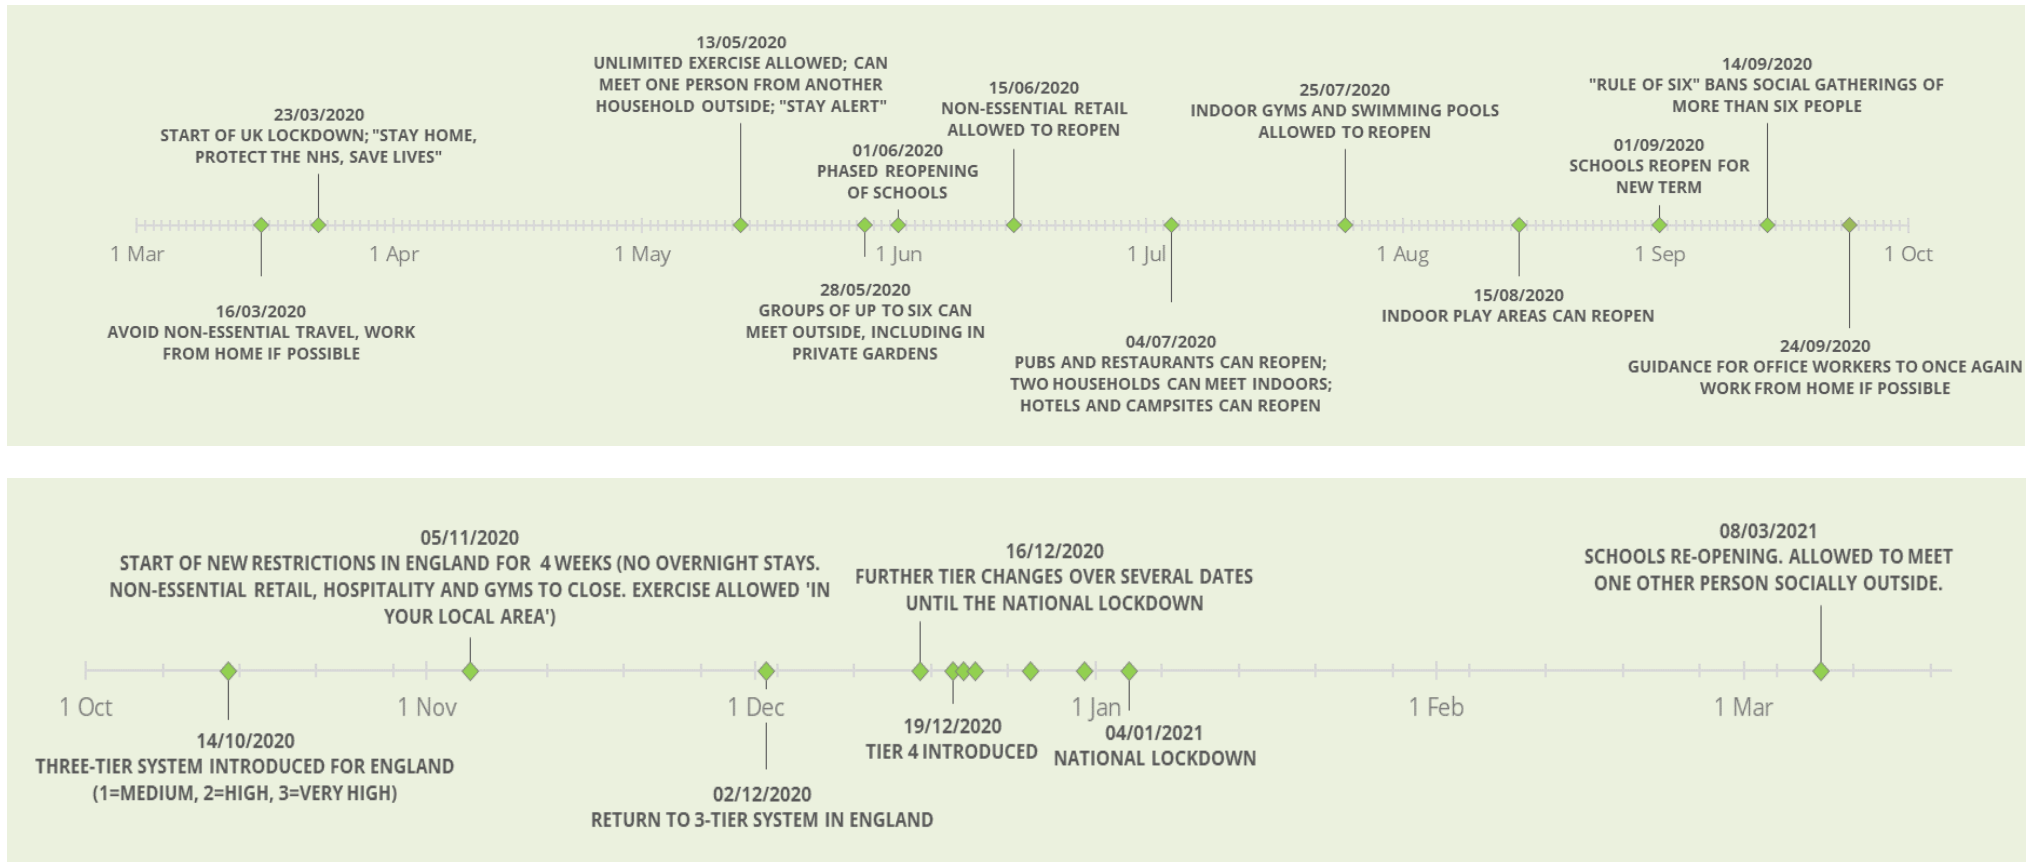 13/05/2020
UNLIMITED EXERCISE ALLOWED; CAN
MEET ONE PERSON FROM ANOTHER
HOUSEHOLD OUTSIDE; "STAY ALERT"
14/09/2020
"RULE OF SIX" BANS SOCIAL GATHERINGS OF
MORE THAN SIX PEOPLE
15/06/2020
NON-ESSENTIAL RETAIL
ALLOWED TO REOPEN
25/07/2020
INDOOR GYMS AND SWIMMING POOLS
ALLOWED TO REOPEN
23/03/2020
START OF UK LOCKDOWN; "STAY HOME,
PROTECT THE NHS, SAVE LIVES"
01/06/2020
PHASED REOPENING
OF SCHOOLS
01/09/2020
SCHOOLS REOPEN FOR
NEW TERM
1 Mar
1 Apr
1 May
1 Jun
1 Jul
1 Aug
1 Sep
1 Oct
16/03/2020
AVOID NON-ESSENTIAL TRAVEL, WORK
FROM HOME IF POSSIBLE
28/05/2020
GROUPS OF UP TO SIX CAN
MEET OUTSIDE, INCLUDING IN
PRIVATE GARDENS
04/07/2020
PUBS AND RESTAURANTS CAN REOPEN;
TWO HOUSEHOLDS CAN MEET INDOORS;
HOTELS AND CAMPSITES CAN REOPEN
15/08/2020
INDOOR PLAY AREAS CAN REOPEN
24/09/2020
GUIDANCE FOR OFFICE WORKERS TO ONCE AGAIN
WORK FROM HOME IF POSSIBLE
05/11/2020
START OF NEW RESTRICTIONS IN ENGLAND FOR 4 WEEKS (NO OVERNIGHT STAYS.
NON-ESSENTIAL RETAIL, HOSPITALITY AND GYMS TO CLOSE. EXERCISE ALLOWED 'IN
YOUR LOCAL AREA')
16/12/2020
FURTHER TIER CHANGES OVER SEVERAL DATES
UNTIL THE NATIONAL LOCKDOWN
08/03/2021
SCHOOLS RE-OPENING. ALLOWED TO MEET
ONE OTHER PERSON SOCIALLY OUTSIDE.
1 Oct
1 Nov
1 Dec
1 Jan
1 Feb
1 Mar
14/10/2020
THREE-TIER SYSTEM INTRODUCED FOR ENGLAND
(1=MEDIUM, 2=HIGH, 3=VERY HIGH)
02/12/2020
RETURN TO 3-TIER SYSTEM IN ENGLAND
19/12/2020
TIER 4 INTRODUCED
04/01/2021
NATIONAL LOCKDOWN